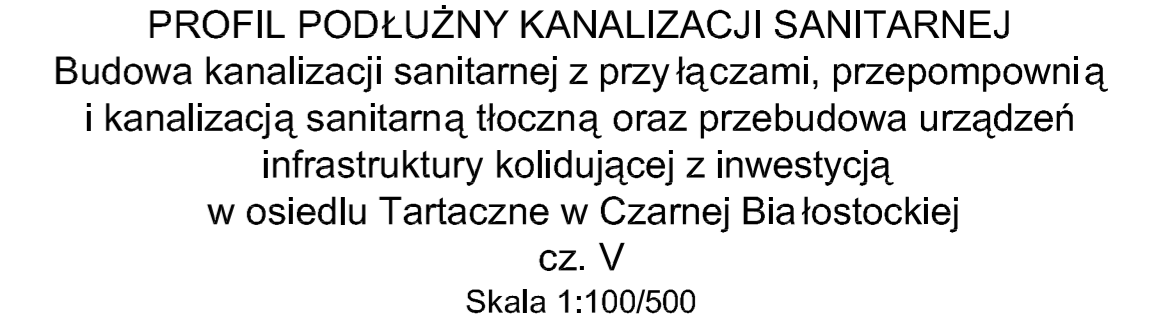 PROFIL PODŁUŻNY KANALIZACJI SANITARNEJ
Budowa kanalizacji sanitarnej z przyłączami, przepompownią
i kanalizacją sanitarną tłoczną oraz przebudowa urządzeń
infrastruktury kolidującej z inwestycją
w osiedlu Tartaczne w Czarnej Białostockiej
cz. V
Skala 1:100/500